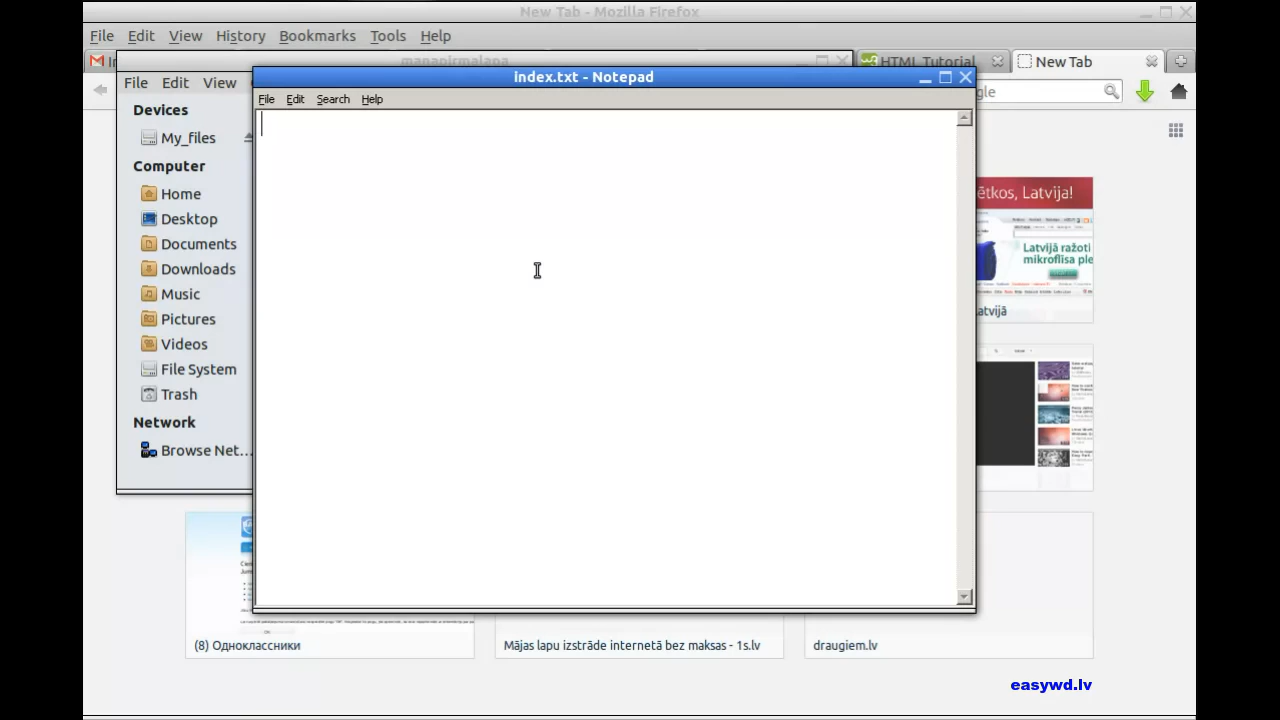 New Tab - Mozilla Firefox
File Edit View History Bookmarks Tools Help
manapirmalapa
HTML Tutorial
New Tab
File Edit View
index.txt - Notepad
File Edit Search Help
Devices
My_files
Computer
Home
Desktop
Documents
Downloads
Music
Pictures
Videos
File System
Trash
Network
Browse Net...
ētkos, Latvija!
Latvijā ražoti
mikroflīsa ple
(8) Одноклассники
Mājas lapu izstrāde internetā bez maksas - 1s.lv
draugiem.lv
easywd.lv